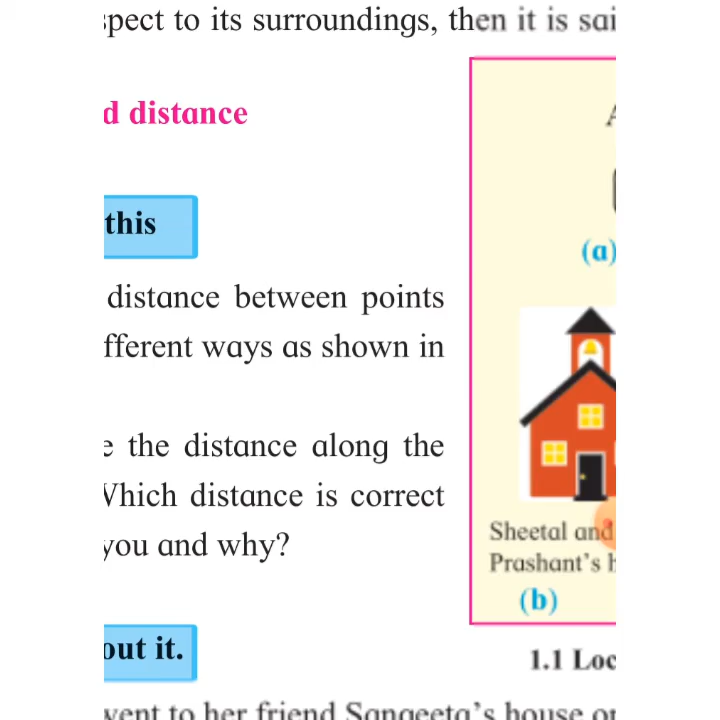 spect to its surroundings, then it is sai
d distance
this
distance between points
fferent ways as shown in
the distance along the
Which distance is correct
you and why?
out it.
went to her friend Sangeeta's house or
(a)
Sheetal and
Prashant's h
(b)
1.1 Loc